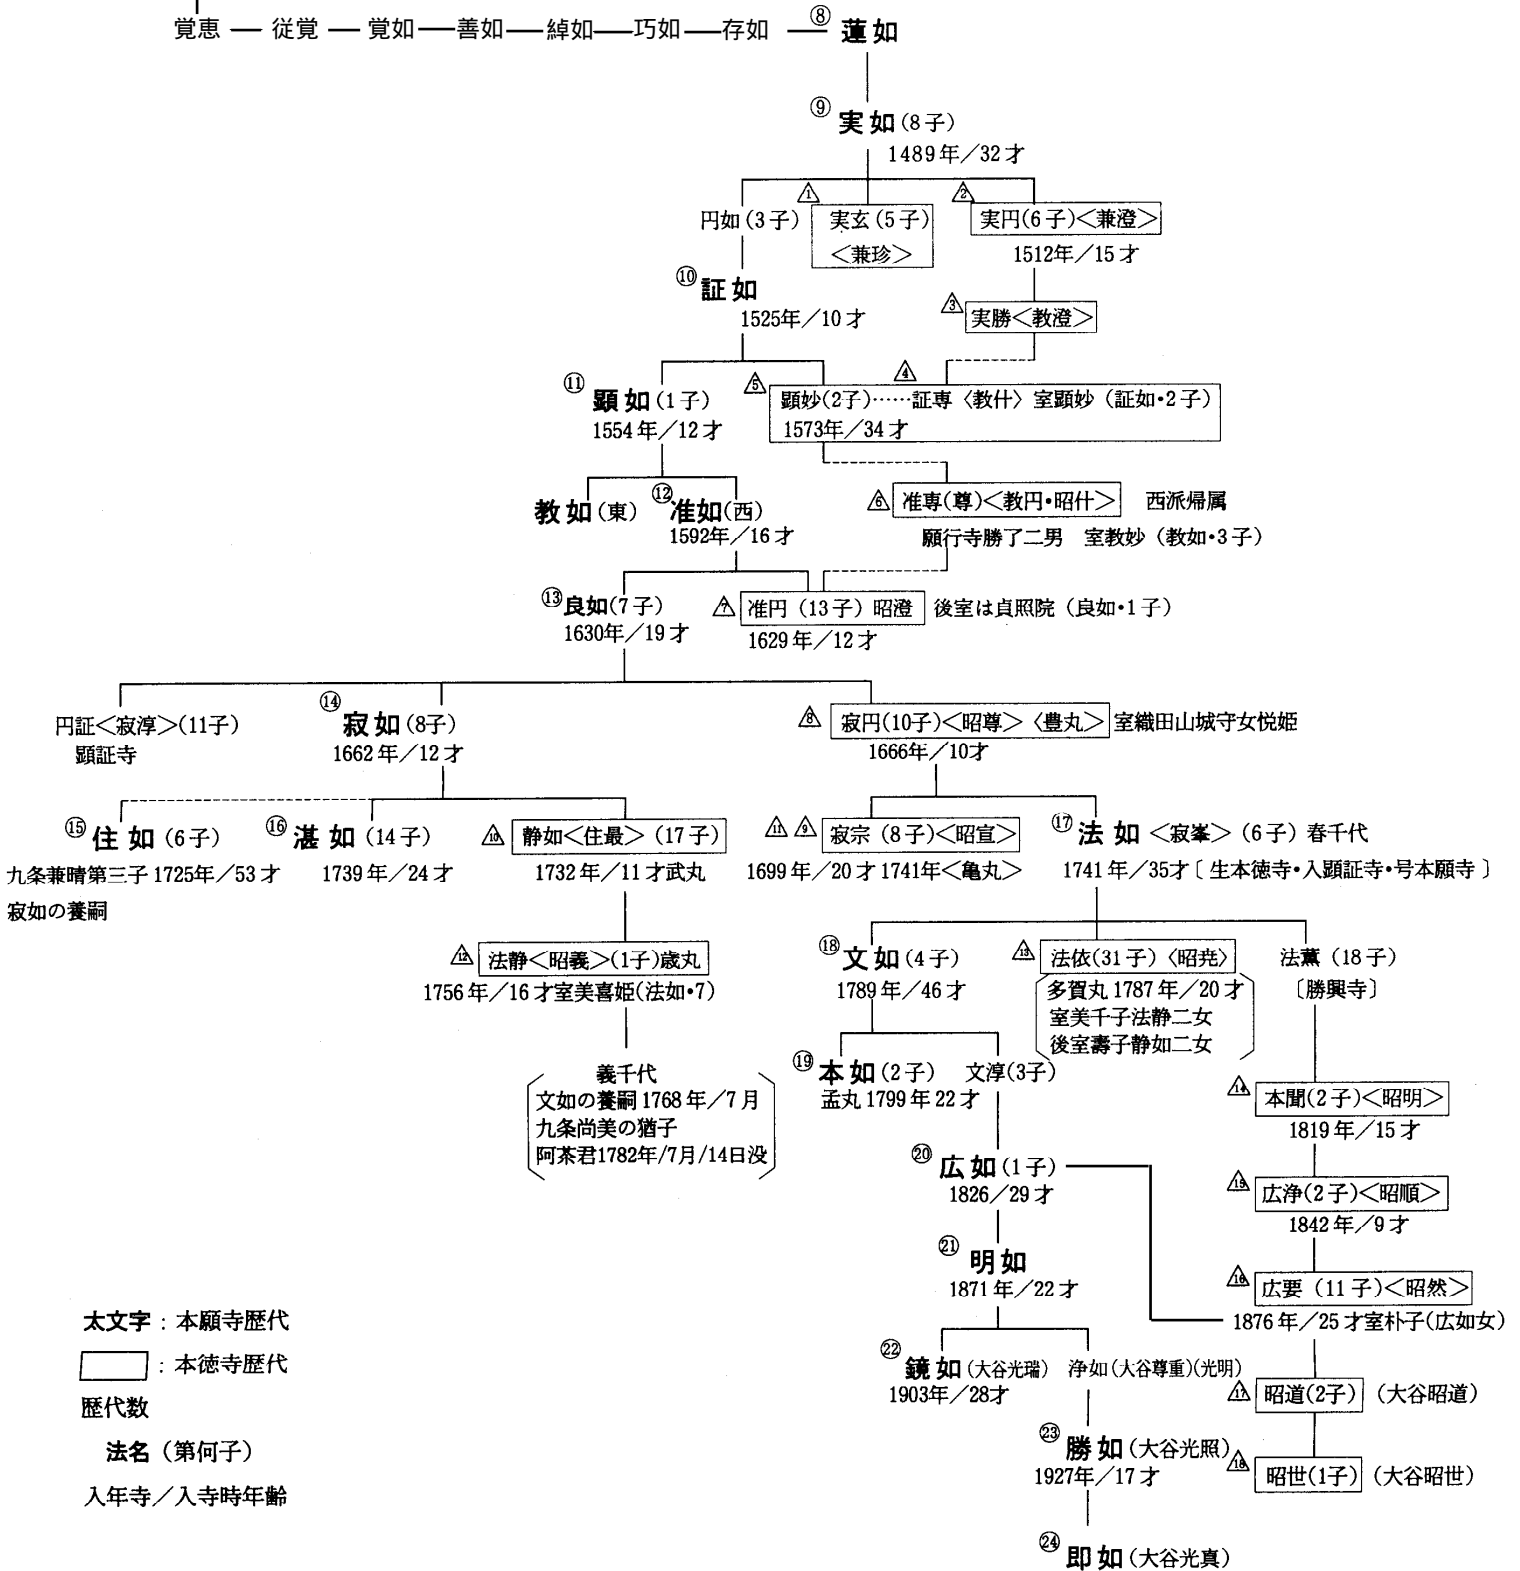 覚恵 ― 従覚 ― 覚如 ― 善如 ― 綽如 ― 巧如 ― 存如 ― ⑧ 蓮如
⑨ 実如(8子)
1489年／32才
円如(3子) 1 実玄(5子) 2 実円(6子)＜兼澄＞
＜兼珍＞ 1512年／15才
⑩ 証如
1525年／10才 3 実勝＜教澄＞
⑪ 顕如(1子) 5 顕妙(2子)……4 証専〈教什〉室顕妙（証如・2子）
1554年／12才 1573年／34才
教如(東) ⑫ 准如(西) 6 准専(尊)＜教円・昭什＞ 西派帰属
1592年／16才 願行寺勝了二男 室教妙（教如・3子）
⑬ 良如(7子) 7 准円（13子）昭澄 後室は貞照院（良如・1子）
1630年／19才 1629年／12才
円証＜寂淳＞(11子) ⑭ 寂如(8子) 8 寂円(10子)＜昭尊＞〈豊丸＞ 室織田山城守女悦姫
顕証寺 1662年／12才 1666年／10才
⑮ 住如(6子) ⑯ 湛如(14子) 10 静如＜住最＞（17子） 11 9 寂宗（8子)＜昭宣＞ ⑰ 法如＜寂峯＞（6子）春千代
九条兼晴第三子 1725年／53才 1739年／24才 1732年／11才武丸 1699年／20才 1741年＜亀丸＞ 1741年／35才〔生本徳寺・入顕証寺・号本願寺〕
寂如の養嗣
12 法静＜昭義＞(1子)歳丸 ⑱ 文如(4子) 13 法依(31子)〈昭尭〉 法薫（18子）
1756年／16才室美喜姫(法如・7) 1789年／46才 多賀丸 1787年／20才 〔勝興寺〕
室美千子法静二女
後室壽子静如二女
義千代 ⑲ 本如(2子) 文淳(3子)
文如の養嗣 1768年／7月 孟丸 1799年 22才 14 本聞(2子)＜昭明＞
九条尚美の猶子 1819年／15才
阿茶君1782年/7月/14日没
⑳ 広如(1子) 15 広浄(2子)＜昭順＞
1826／29才 1842年／9才
㉑ 明如 16 広要（11子)＜昭然＞
1871年／22才 1876年／25才室朴子(広如女)
太文字：本願寺歴代
：本徳寺歴代 ㉒ 鏡如(大谷光瑞) 浄如(大谷尊重)(光明) 17 昭道(2子) (大谷昭道)
歴代数 1903年／28才
法名（第何子） ㉓ 勝如(大谷光照) 18 昭世(1子) (大谷昭世)
入年寺／入寺時年齢 1927年／17才
㉔ 即如(大谷光真)